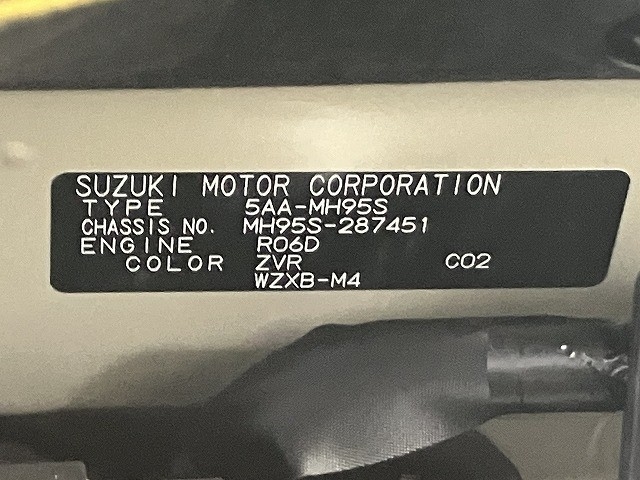 SUZUKI MOTOR CORPORATION
TYPE 5AA-MH95S
CHASSIS NO. MH95S-287451
ENGINE R06D
COLOR ZVR C02
WZXB-M4